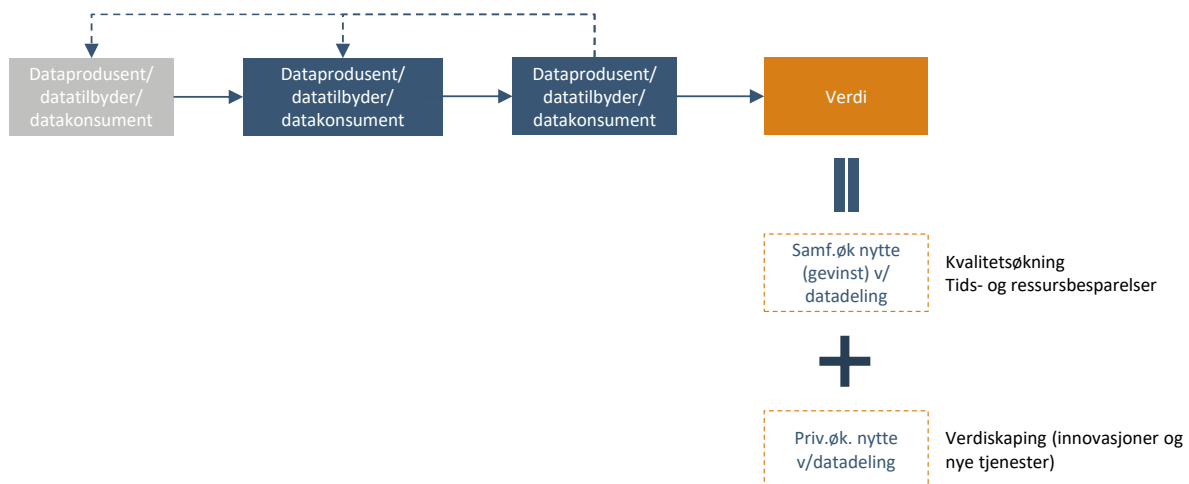 Dataprodusent/
datatilbyder/
datakonsument
Dataprodusent/
datatilbyder/
datakonsument
Dataprodusent/
datatilbyder/
datakonsument
Verdi
Samf.øk nytte
(gevinst) v/
datadeling
Kvalitetsøkning
Tids- og ressursbesparelser
Priv.øk. nytte
v/datadeling
Verdiskaping (innovasjoner og
nye tjenester)